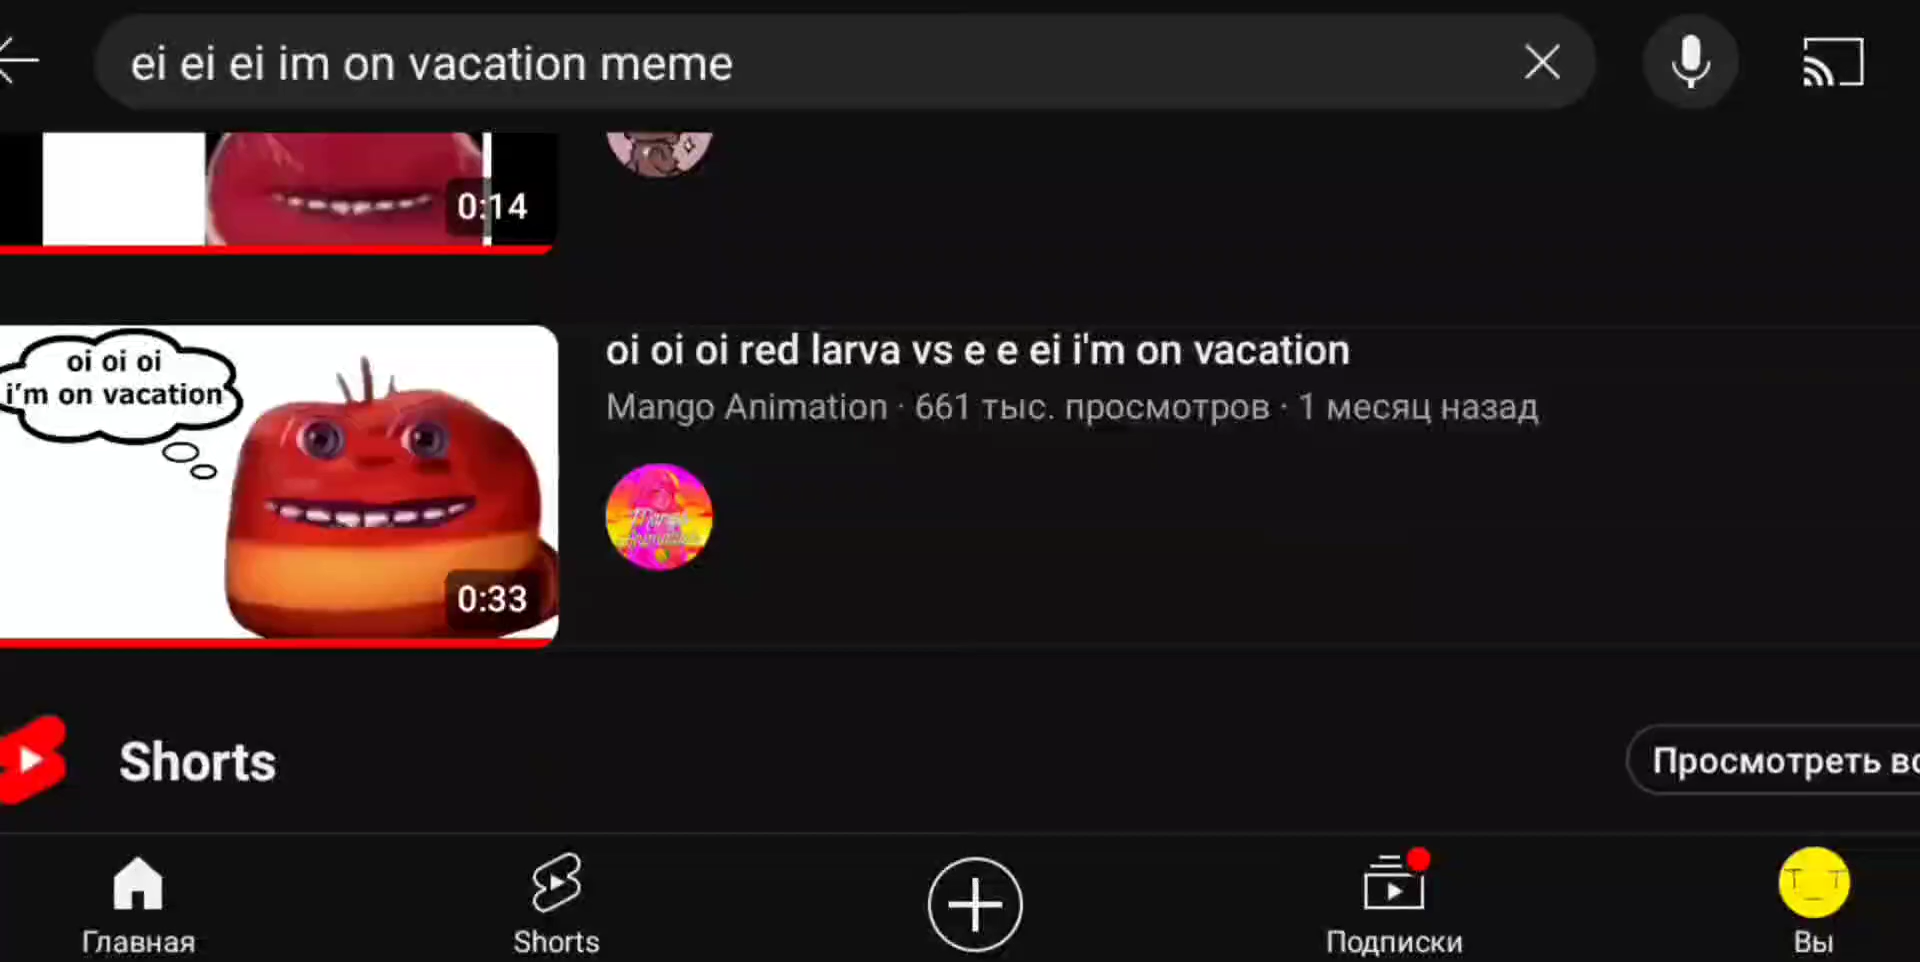 ei ei ei im on vacation meme
0:14
oi oi oi
i'm on vacation
0:33
oi oi oi red larva vs e e ei i'm on vacation
Mango Animation · 661 тыс. просмотров · 1 месяц назад
Shorts
Просмотреть
Главная
Shorts
Подписки
Вы